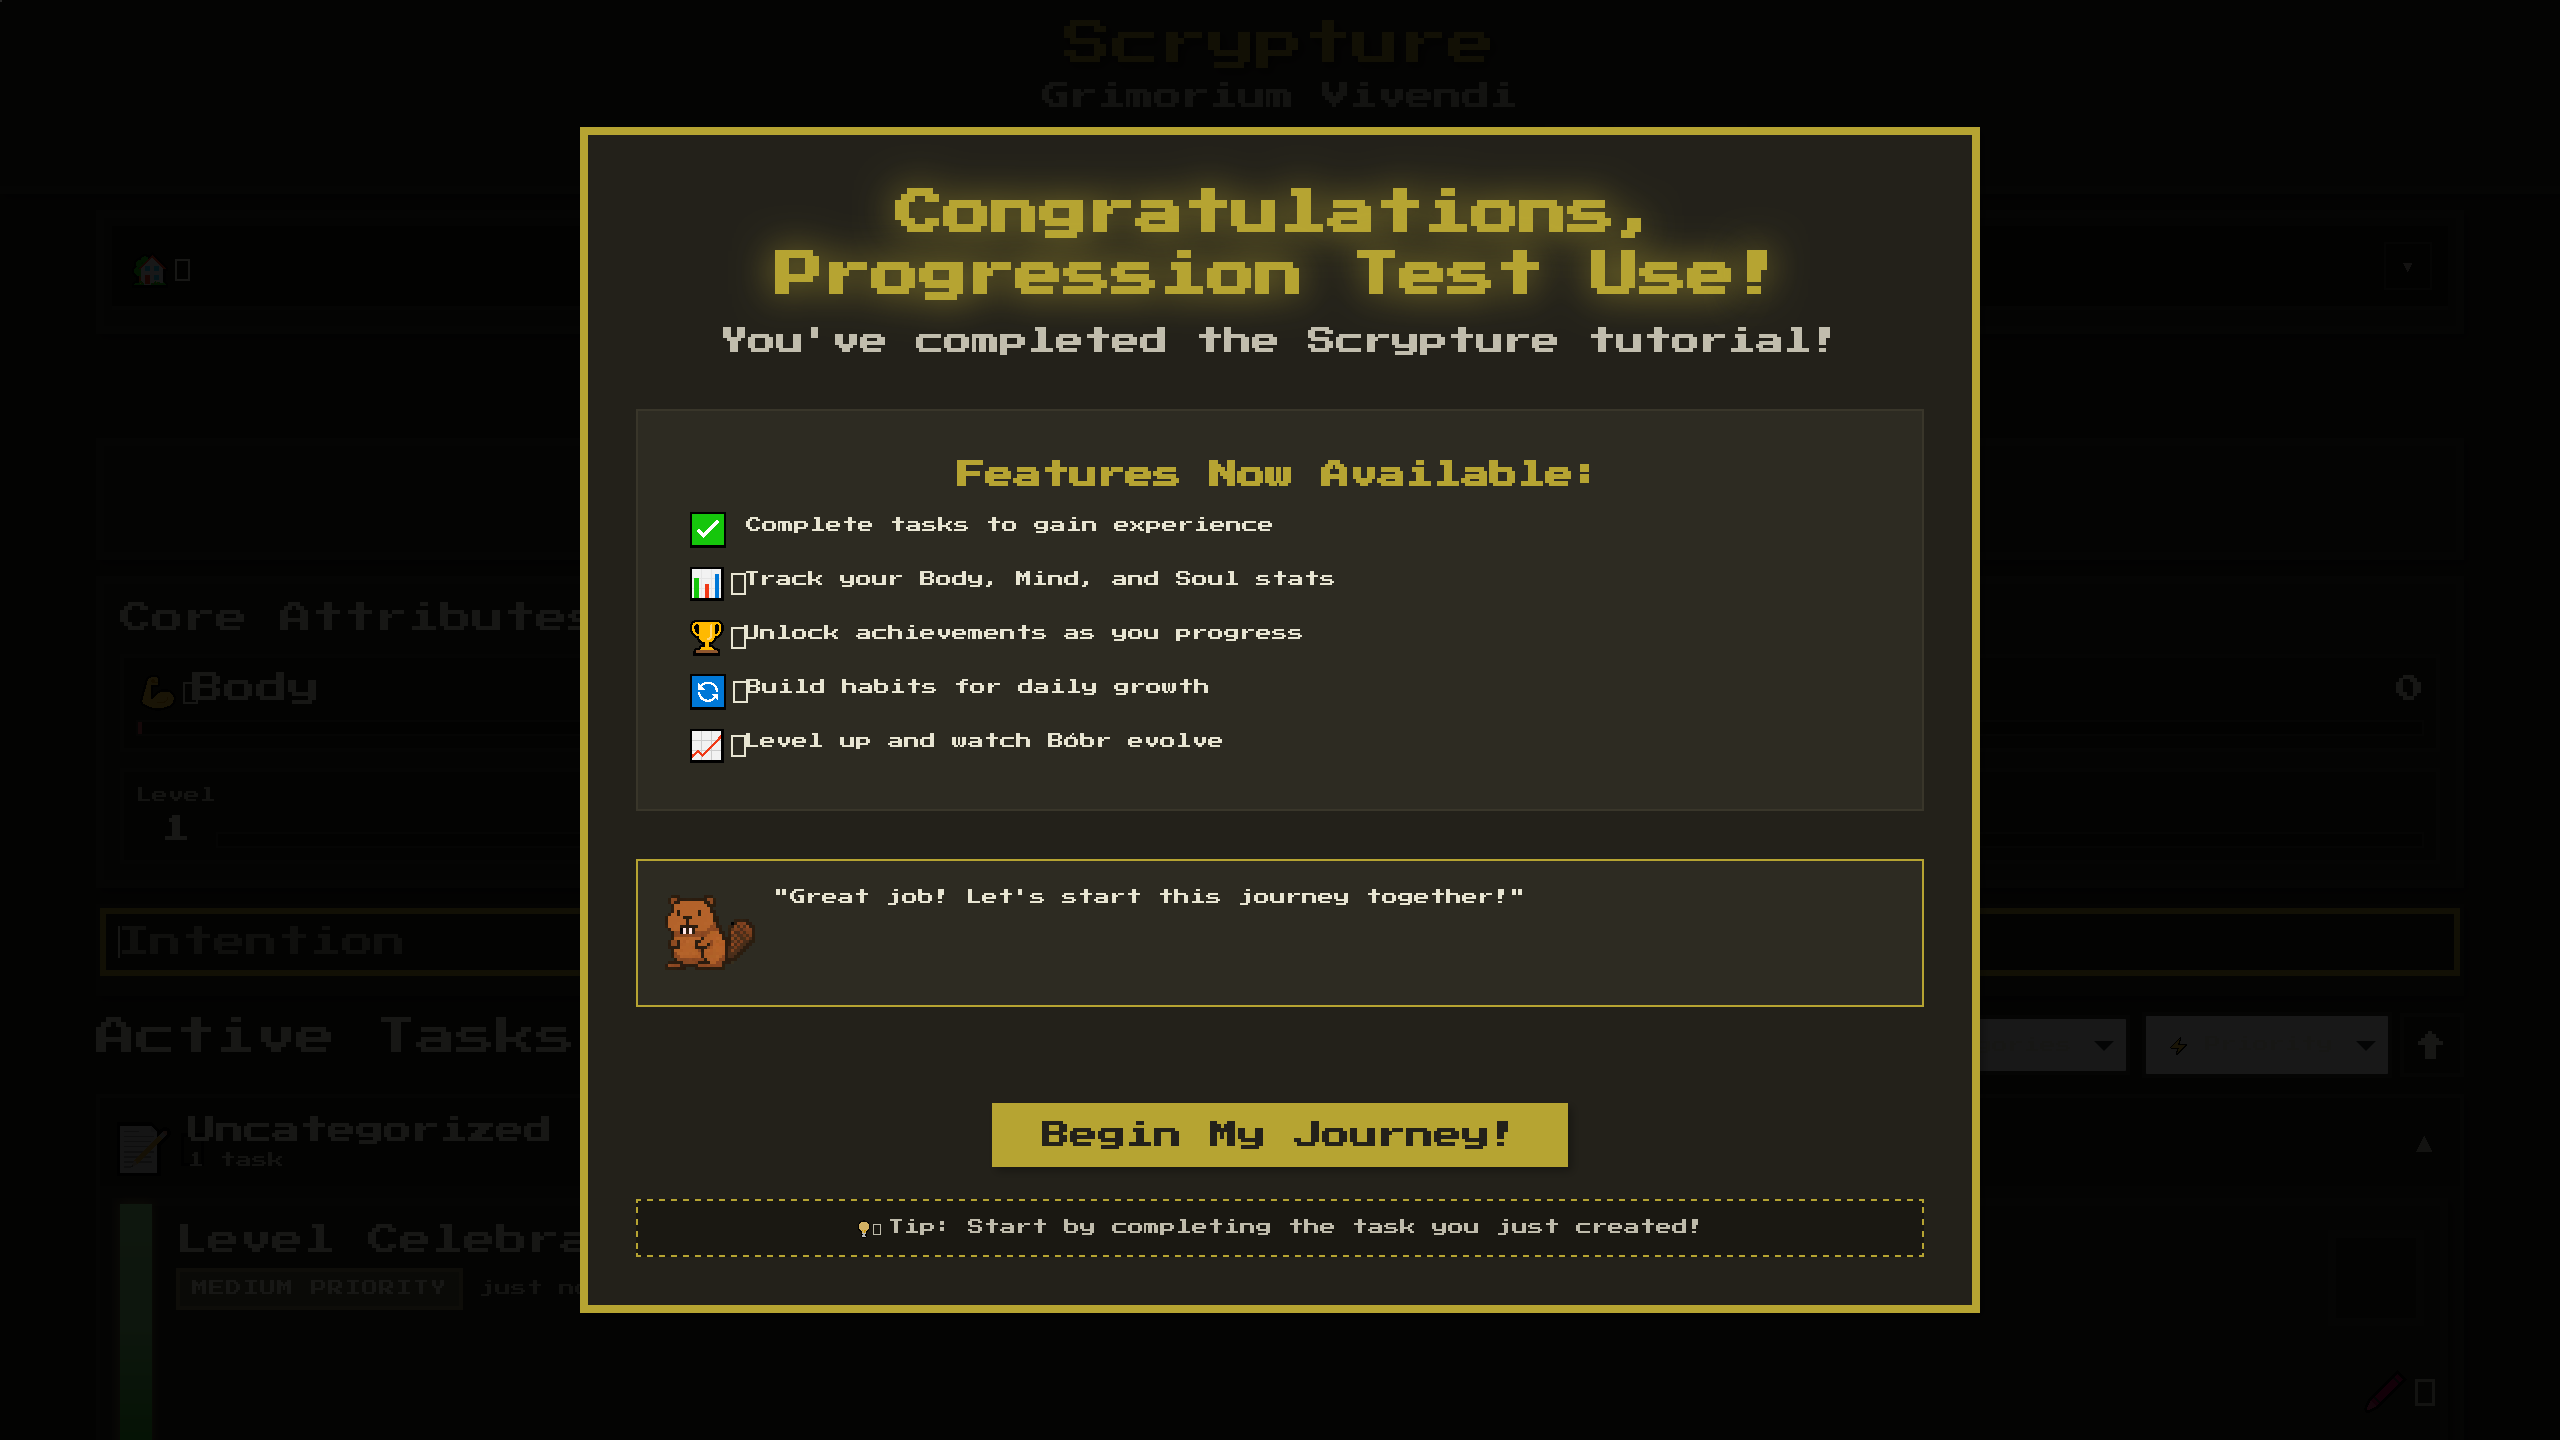 Scrypture
Grimorium Vivendi
Congratulations,
Progression Test Use!
You've completed the Scrypture tutorial!
Features Now Available:
Complete tasks to gain experience
Track your Body, Mind, and Soul stats
Unlock achievements as you progress
Build habits for daily growth
Level up and watch Bóbr evolve
"Great job! Let's start this journey together!"
Begin My Journey!
Tip: Start by completing the task you just created!
Core Attributes
Body
0
Level
1
Intention
Active Tasks
Uncategorized
1 task
Level Celebra
MEDIUM PRIORITY just